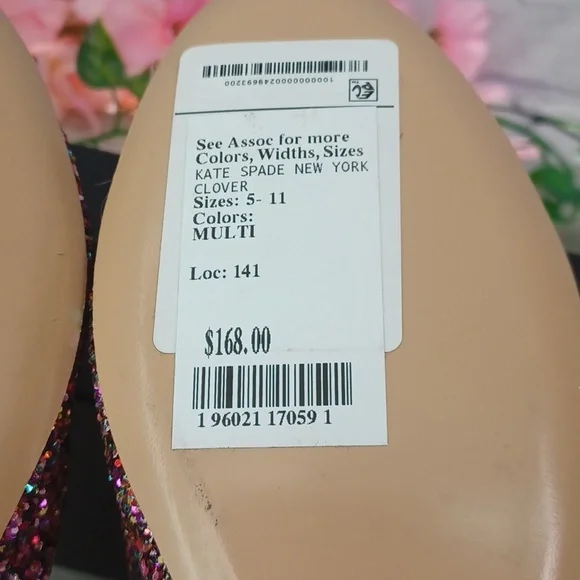 1000000000000249693200
See Assoc for more
Colors, Widths, Sizes
KATE SPADE NEW YORK
CLOVER
Sizes: 5- 11
Colors:
MULTI
Loc: 141
$168.00
1 96021 17059 1